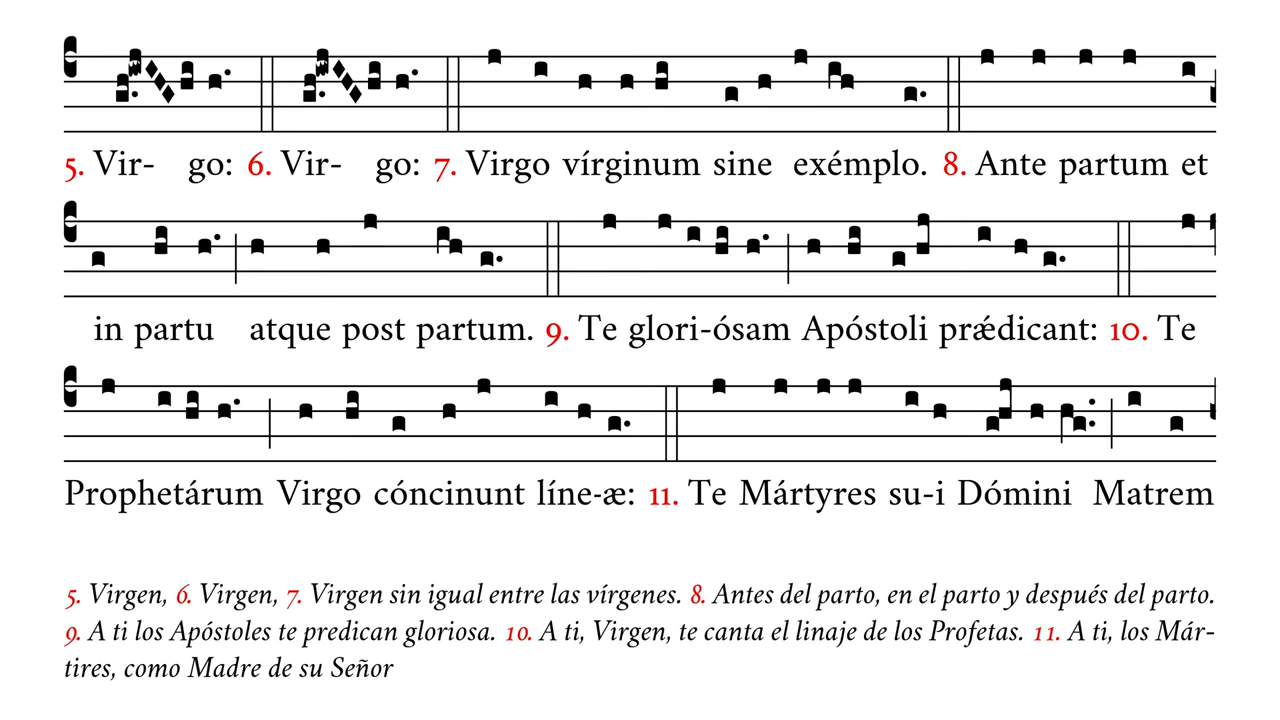 5. Vir- go: 6. Vir- go: 7. Virgo vírginum sine exémplo. 8. Ante partum et
in partu atque post partum. 9. Te glori-ósam Apóstoli prǽdicant: 10. Te
Prophetárum Virgo cóncinunt líne-æ: 11. Te Mártyres su-i Dómini Matrem
5. Virgen, 6. Virgen, 7. Virgen sin igual entre las vírgenes. 8. Antes del parto, en el parto y después del parto.
9. A ti los Apóstoles te predican gloriosa. 10. A ti, Virgen, te canta el linaje de los Profetas. 11. A ti, los Már-
tires, como Madre de su Señor